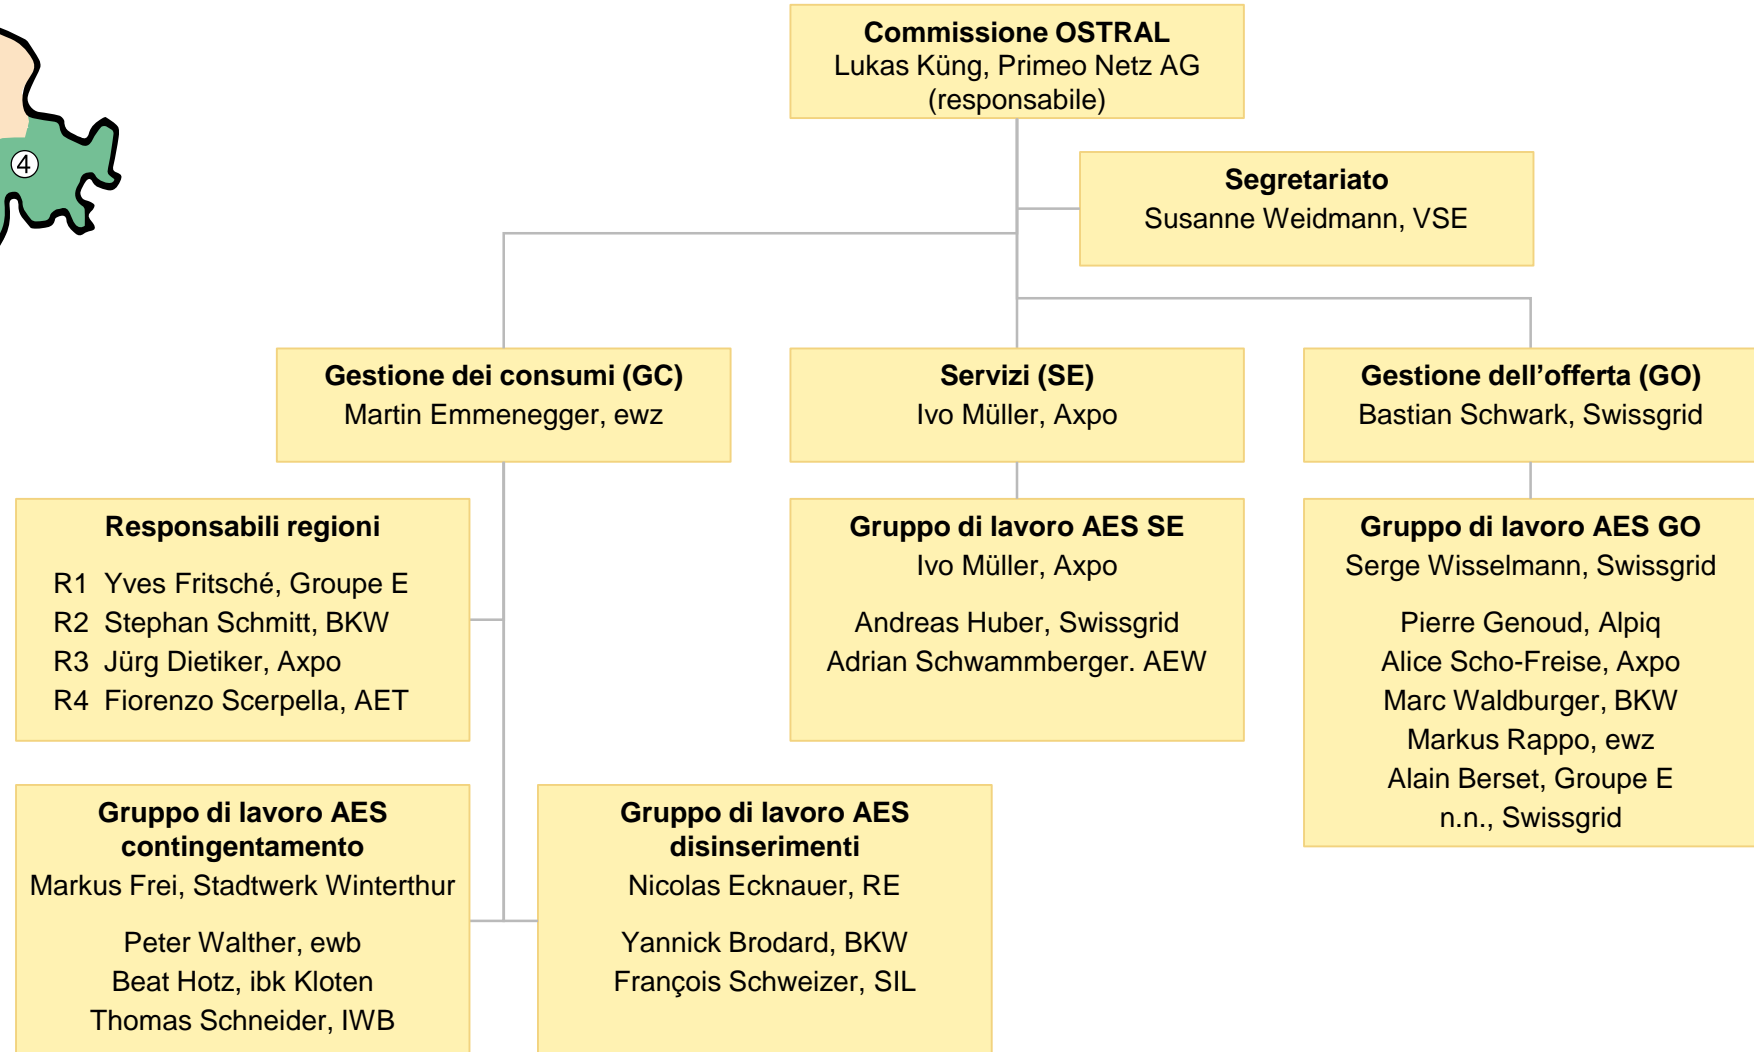 Commissione OSTRAL
Lukas Küng, Primeo Netz AG
(responsabile)
4
Segretariato
Susanne Weidmann, VSE
Gestione dei consumi (GC)
Martin Emmenegger, ewz
Servizi (SE)
Ivo Müller, Axpo
Gestione dell'offerta (GO)
Bastian Schwark, Swissgrid
Responsabili regioni
R1 Yves Fritsché, Groupe E
R2 Stephan Schmitt, BKW
R3 Jürg Dietiker, Axpo
R4 Fiorenzo Scerpella, AET
Gruppo di lavoro AES SE
Ivo Müller, Axpo
Andreas Huber, Swissgrid
Adrian Schwammberger. AEW
Gruppo di lavoro AES GO
Serge Wisselmann, Swissgrid
Pierre Genoud, Alpiq
Alice Scho-Freise, Axpo
Marc Waldburger, BKW
Markus Rappo, ewz
Alain Berset, Groupe E
n.n., Swissgrid
Gruppo di lavoro AES
contingentamento
Markus Frei, Stadtwerk Winterthur
Peter Walther, ewb
Beat Hotz, ibk Kloten
Thomas Schneider, IWB
Gruppo di lavoro AES
disinserimenti
Nicolas Ecknauer, RE
Yannick Brodard, BKW
François Schweizer, SIL